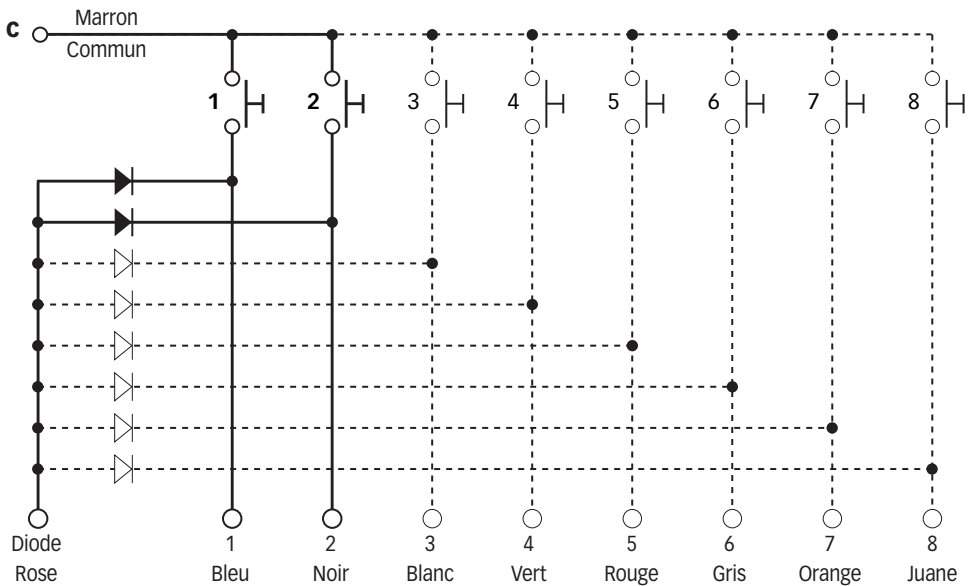 C Marron
Commun
1 2 3 4 5 6 7 8
Diode 1 2 3 4 5 6 7 8
Rose Bleu Noir Blanc Vert Rouge Gris Orange Juane